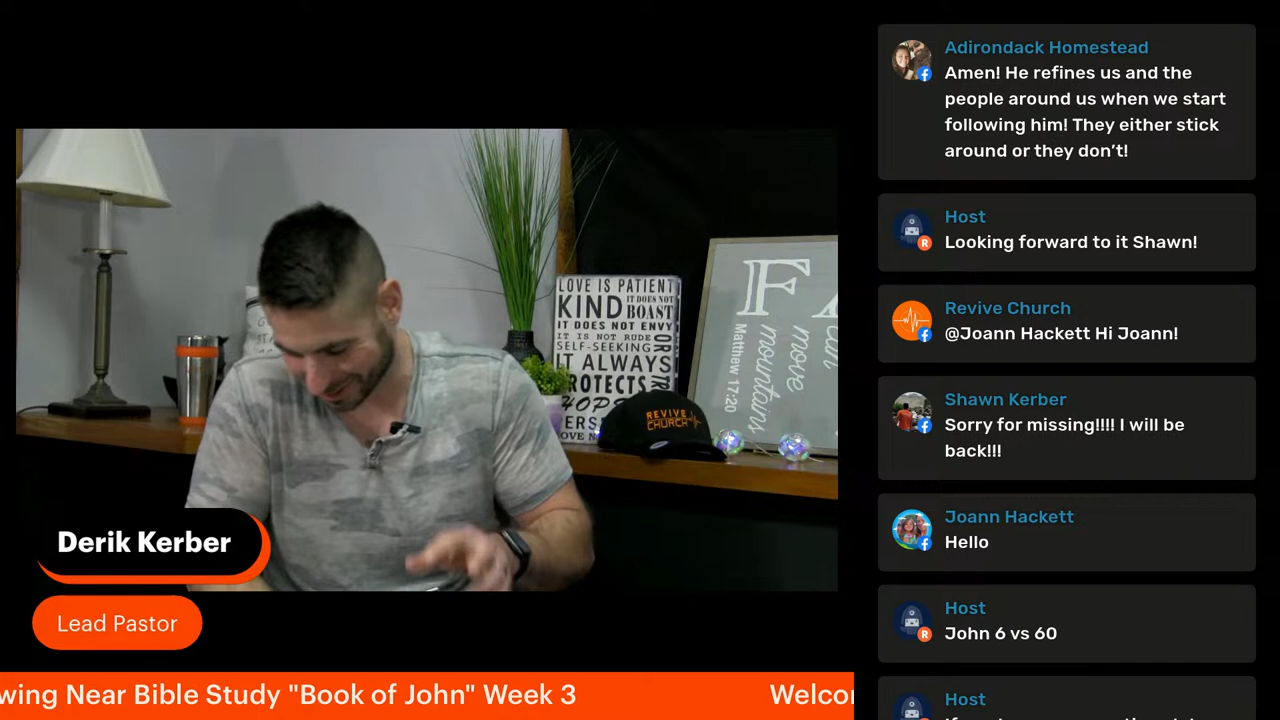 LOVE IS PATIENT
KIND IT DOES NOT
BOAST
IT DOES NOT ENVY
IT IS NOT RUDE
SELF-SEEKING
IT ALWAYS
PROTECTS
OR
REVIVE
CHURCH
FA
Matthew 17:20
can
move
mountains
Derik Kerber
Lead Pastor
wing Near Bible Study "Book of John" Week 3
Welcor
Adirondack Homestead
Amen! He refines us and the
people around us when we start
following him! They either stick
around or they don’t!
Host
Looking forward to it Shawn!
Revive Church
@Joann Hackett Hi Joann!
Shawn Kerber
Sorry for missing!!!! I will be
back!!!
Joann Hackett
Hello
Host
John 6 vs 60
Host